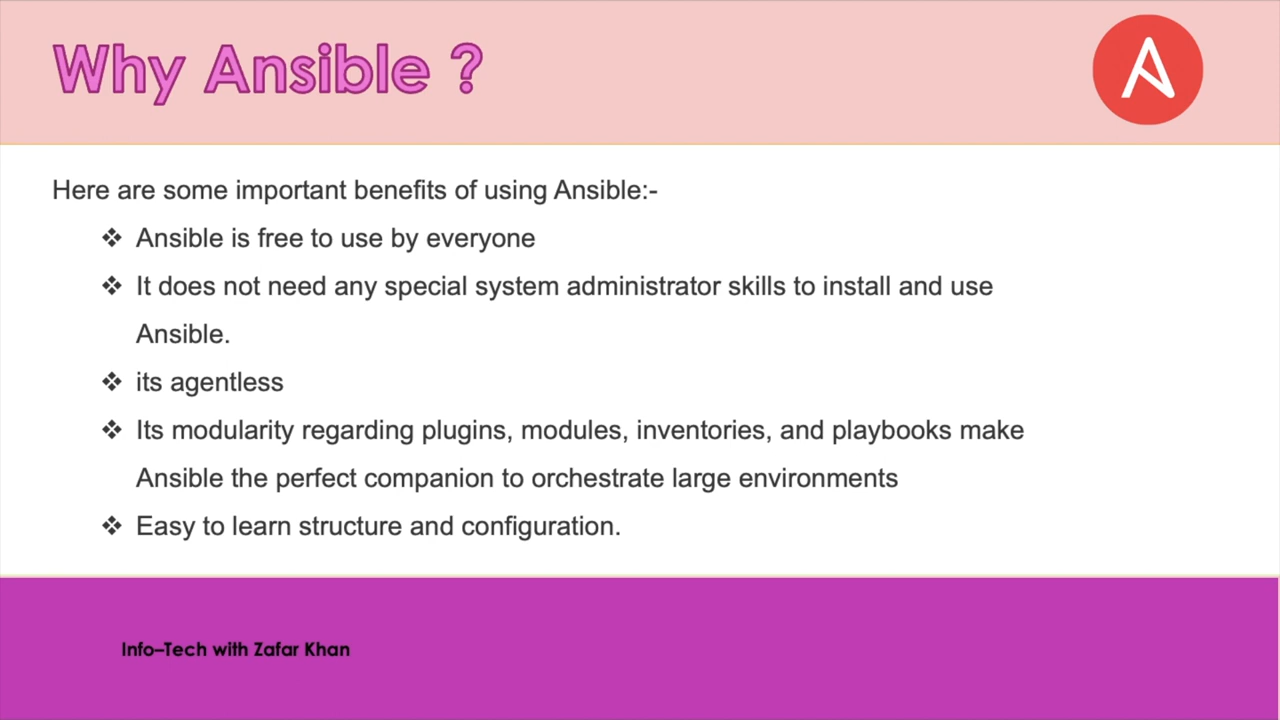 Why Ansible ?
Here are some important benefits of using Ansible:-
❖ Ansible is free to use by everyone
❖ It does not need any special system administrator skills to install and use
Ansible.
❖ its agentless
❖ Its modularity regarding plugins, modules, inventories, and playbooks make
Ansible the perfect companion to orchestrate large environments
❖ Easy to learn structure and configuration.
Info–Tech with Zafar Khan